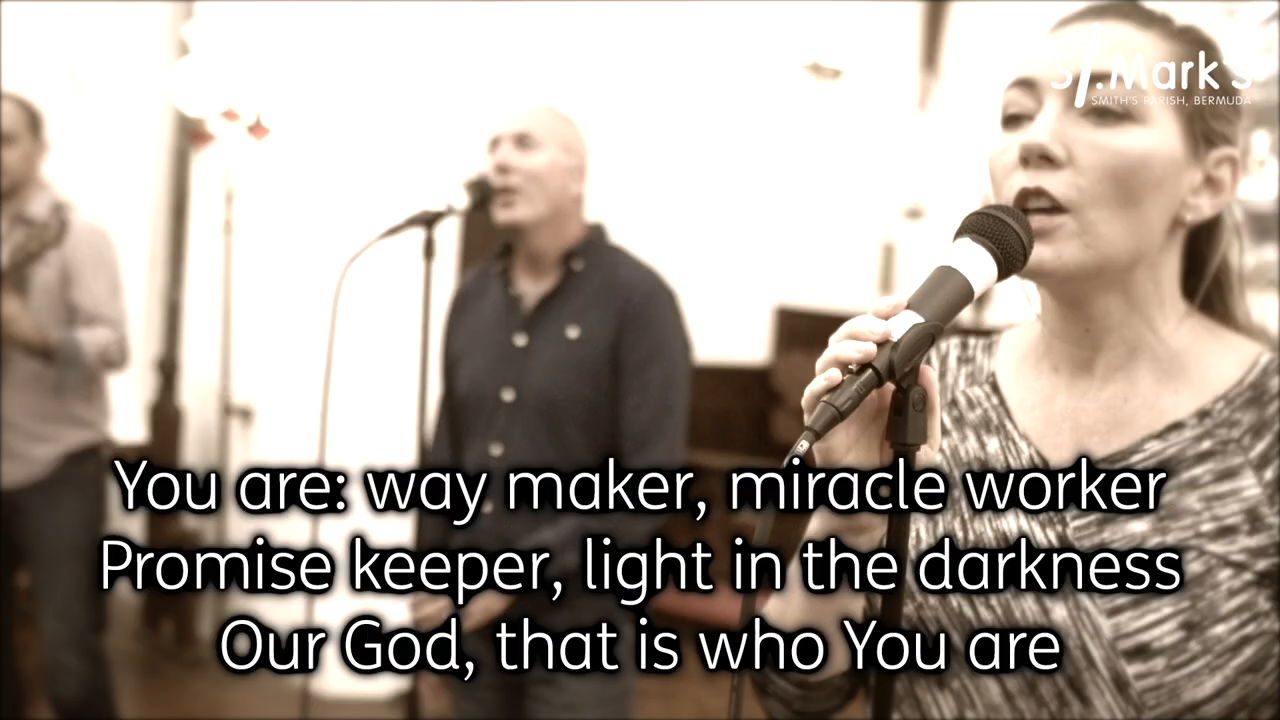 St.Mark's
SMITH'S PARISH, BERMUDA
You are: way maker, miracle worker
Promise keeper, light in the darkness
Our God, that is who You are